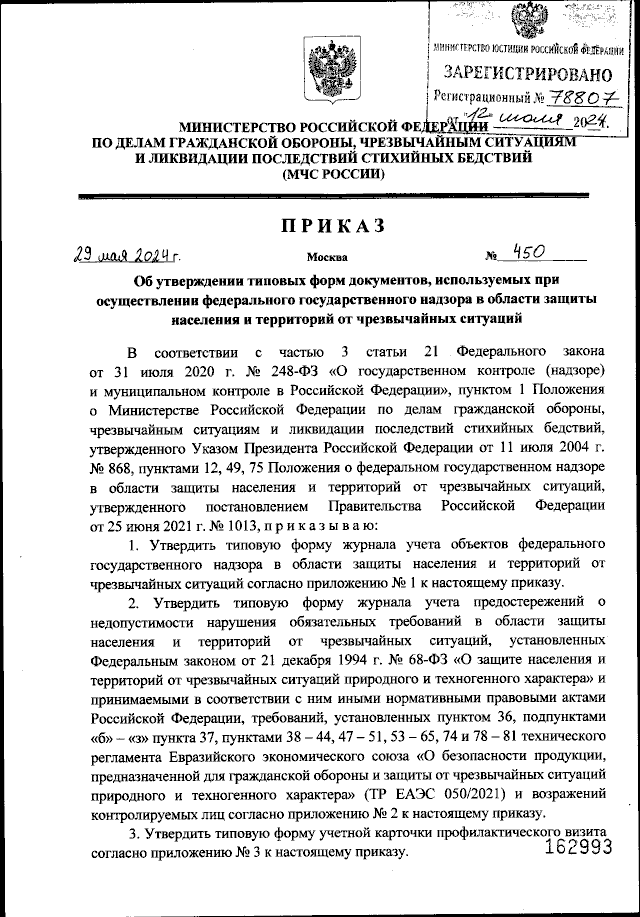 МИНИСТЕРСТВО ЮСТИЦИИ РОССИЙСКОЙ ФЕДЕРАЦИИ
ЗАРЕГИСТРИРОВАНО
Регистрационный № 78807
от "12 июля 2024г.
МИНИСТЕРСТВО РОССИЙСКОЙ ФЕДЕРАЦИИ
ПО ДЕЛАМ ГРАЖДАНСКОЙ ОБОРОНЫ, ЧРЕЗВЫЧАЙНЫМ СИТУАЦИЯМ
И ЛИКВИДАЦИИ ПОСЛЕДСТВИЙ СТИХИЙНЫХ БЕДСТВИЙ
(МЧС РОССИИ)
ПРИКАЗ
29 мая 2024г. Москва № 450
Об утверждении типовых форм документов, используемых при
осуществлении федерального государственного надзора в области защиты
населения и территорий от чрезвычайных ситуаций
В соответствии с частью 3 статьи 21 Федерального закона
от 31 июля 2020 г. № 248-ФЗ «О государственном контроле (надзоре)
и муниципальном контроле в Российской Федерации», пунктом 1 Положения
о Министерстве Российской Федерации по делам гражданской обороны,
чрезвычайным ситуациям и ликвидации последствий стихийных бедствий,
утвержденного Указом Президента Российской Федерации от 11 июля 2004 г.
№ 868, пунктами 12, 49, 75 Положения о федеральном государственном надзоре
в области защиты населения и территорий от чрезвычайных ситуаций,
утвержденного постановлением Правительства Российской Федерации
от 25 июня 2021 г. № 1013, приказываю:
1. Утвердить типовую форму журнала учета объектов федерального
государственного надзора в области защиты населения и территорий от
чрезвычайных ситуаций согласно приложению № 1 к настоящему приказу.
2. Утвердить типовую форму журнала учета предостережений о
недопустимости нарушения обязательных требований в области защиты
населения и территорий от чрезвычайных ситуаций, установленных
Федеральным законом от 21 декабря 1994 г. № 68-ФЗ «О защите населения и
территорий от чрезвычайных ситуаций природного и техногенного характера» и
принимаемыми в соответствии с ним иными нормативными правовыми актами
Российской Федерации, требований, установленных пунктом 36, подпунктами
«б» – «з» пункта 37, пунктами 38 – 44, 47 – 51, 53 – 65, 74 и 78 – 81 технического
регламента Евразийского экономического союза «О безопасности продукции,
предназначенной для гражданской обороны и защиты от чрезвычайных ситуаций
природного и техногенного характера» (ТР ЕАЭС 050/2021) и возражений
контролируемых лиц согласно приложению № 2 к настоящему приказу.
3. Утвердить типовую форму учетной карточки профилактического визита
согласно приложению № 3 к настоящему приказу.
162993